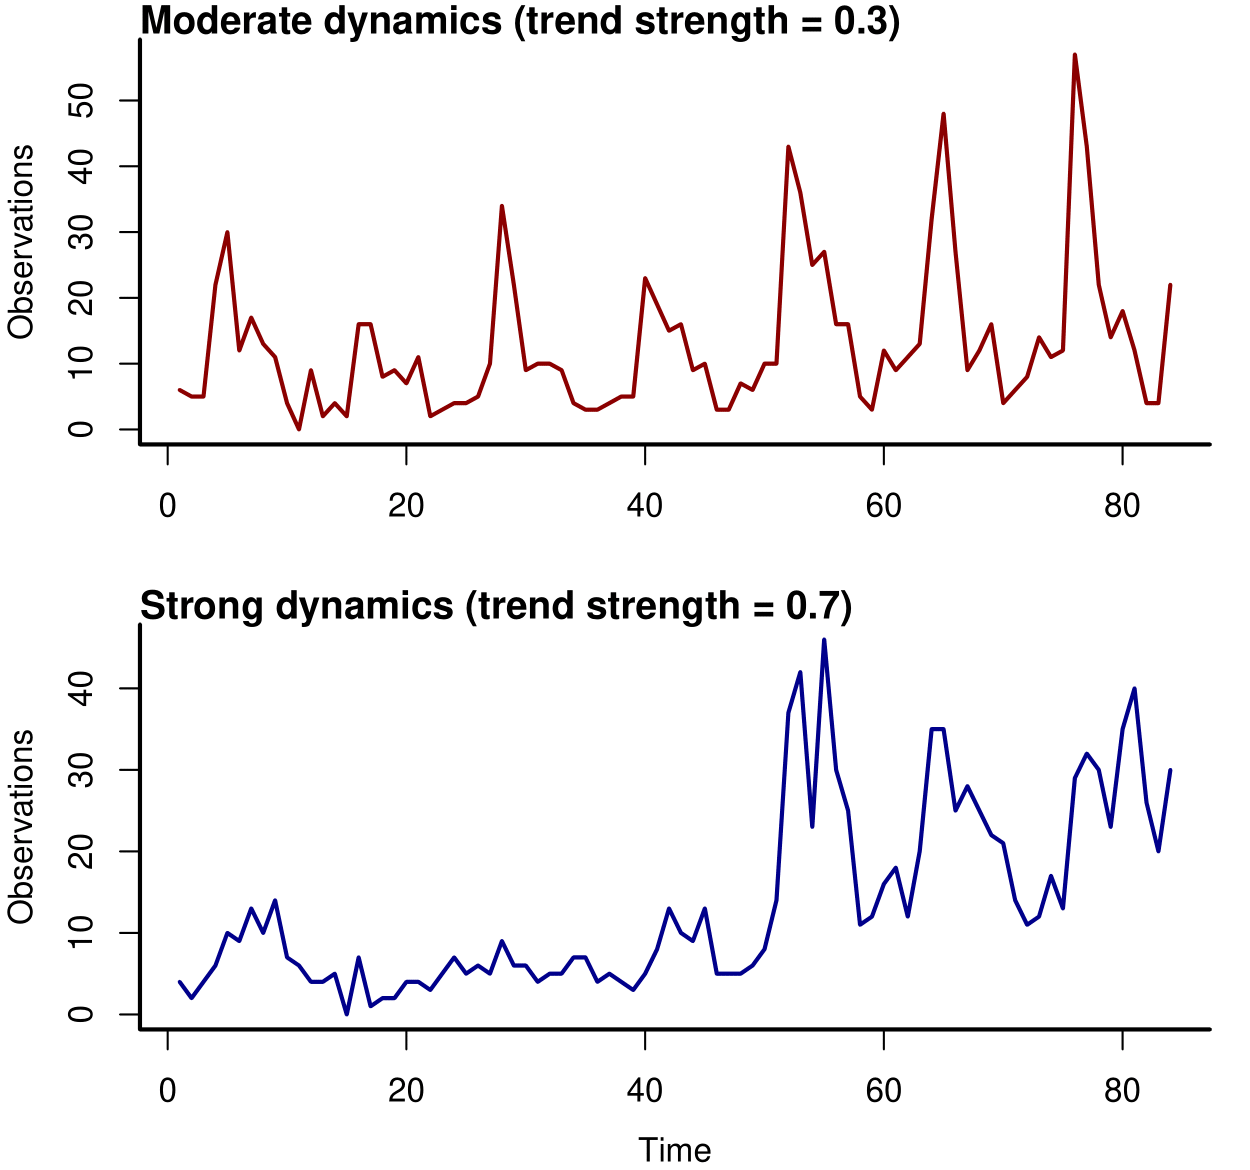 Moderate dynamics (trend strength = 0.3)
Observations
50
40
30
20
10
0
0 20 40 60 80
Strong dynamics (trend strength = 0.7)
Observations
40
30
20
10
0
0 20 40 60 80
Time